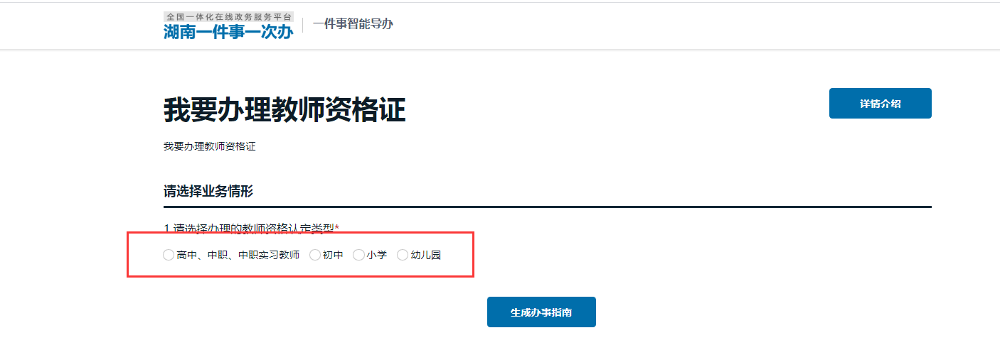 全国一体化在线政务服务平台
湖南一件事一次办
一件事智能导办
我要办理教师资格证
详情介绍
我要办理教师资格证
请选择业务情形
1.请选择办理的教师资格认定类型*
高中、中职、中职实习教师 初中 小学 幼儿园
生成办事指南